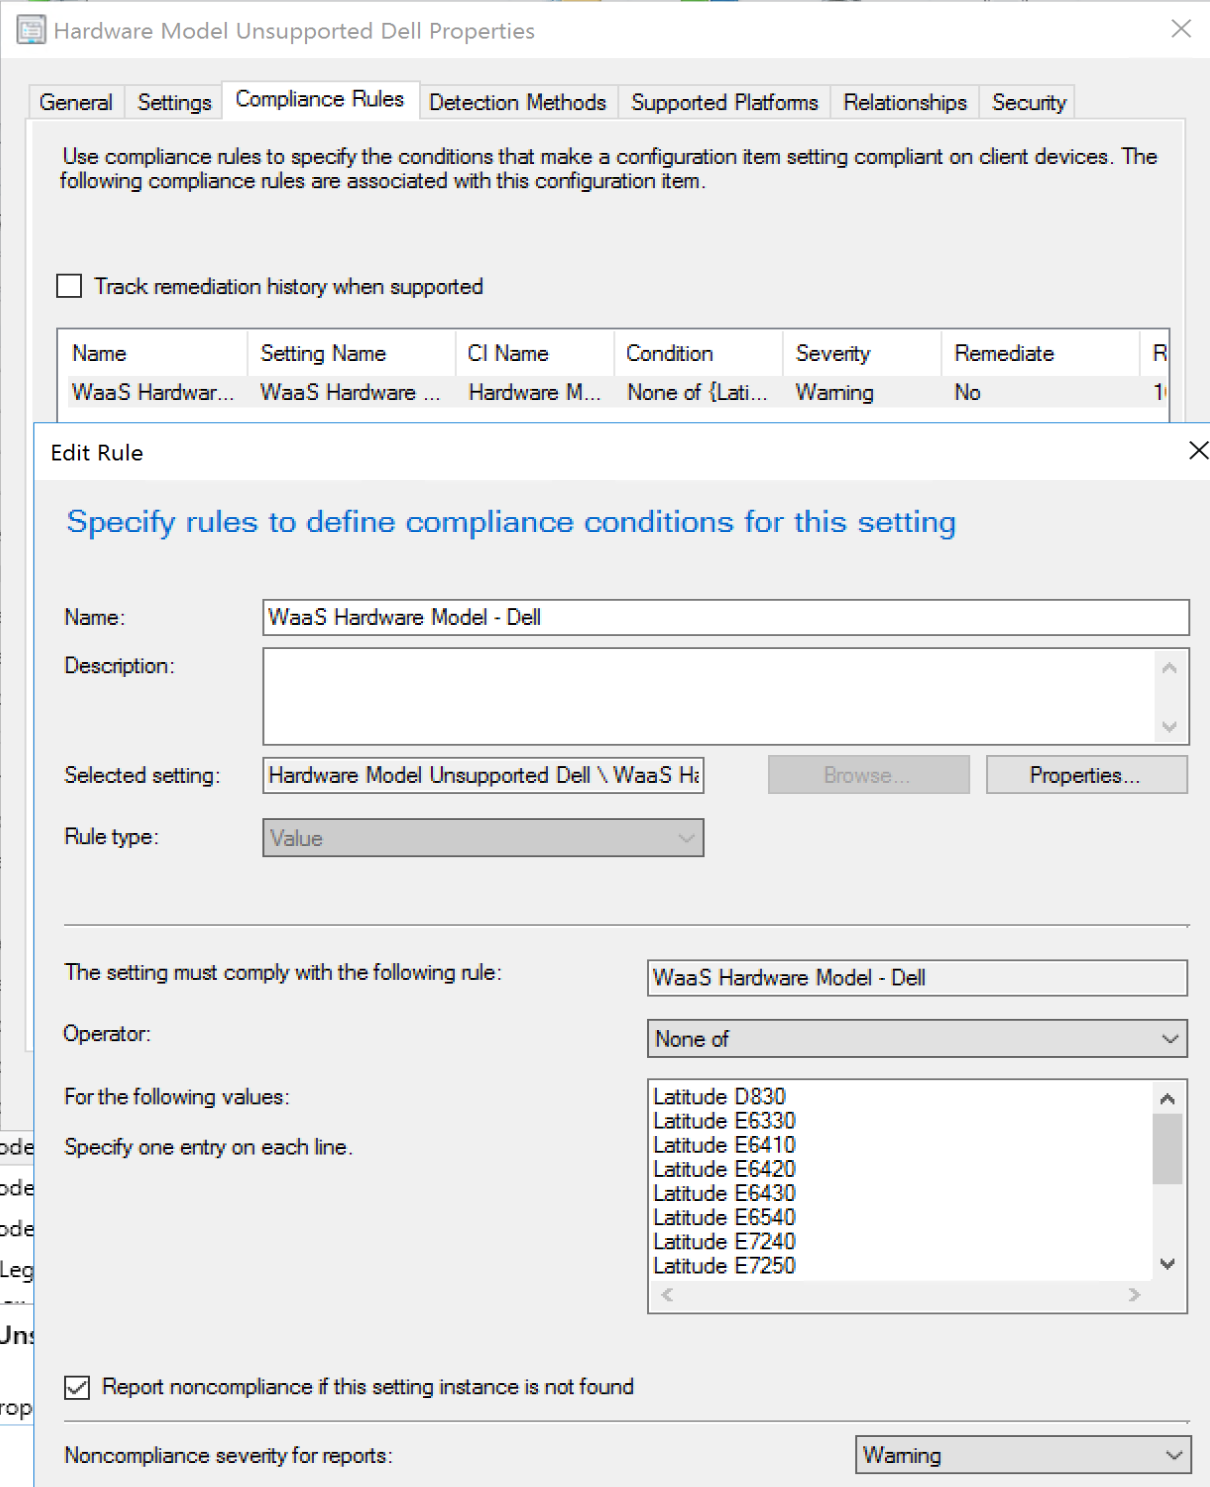 Hardware Model Unsupported Dell Properties
General Settings Compliance Rules Detection Methods Supported Platforms Relationships Security
Use compliance rules to specify the conditions that make a configuration item setting compliant on client devices. The
following compliance rules are associated with this configuration item.
Track remediation history when supported
Name Setting Name CI Name Condition Severity Remediate R
WaaS Hardwar... WaaS Hardware ... Hardware M... None of {Lati... Warning No
Edit Rule
Specify rules to define compliance conditions for this setting
Name: WaaS Hardware Model - Dell
Description:
Selected setting: Hardware Model Unsupported Dell \ WaaS Ha Browse... Properties...
Rule type: Value
The setting must comply with the following rule: WaaS Hardware Model - Dell
Operator: None of
For the following values:
Specify one entry on each line.
Latitude D830
Latitude E6330
Latitude E6410
Latitude E6420
Latitude E6430
Latitude E6540
Latitude E7240
Latitude E7250
ode
ode
ode
Leg
Uns
rop
Report noncompliance if this setting instance is not found
Noncompliance severity for reports: Warning